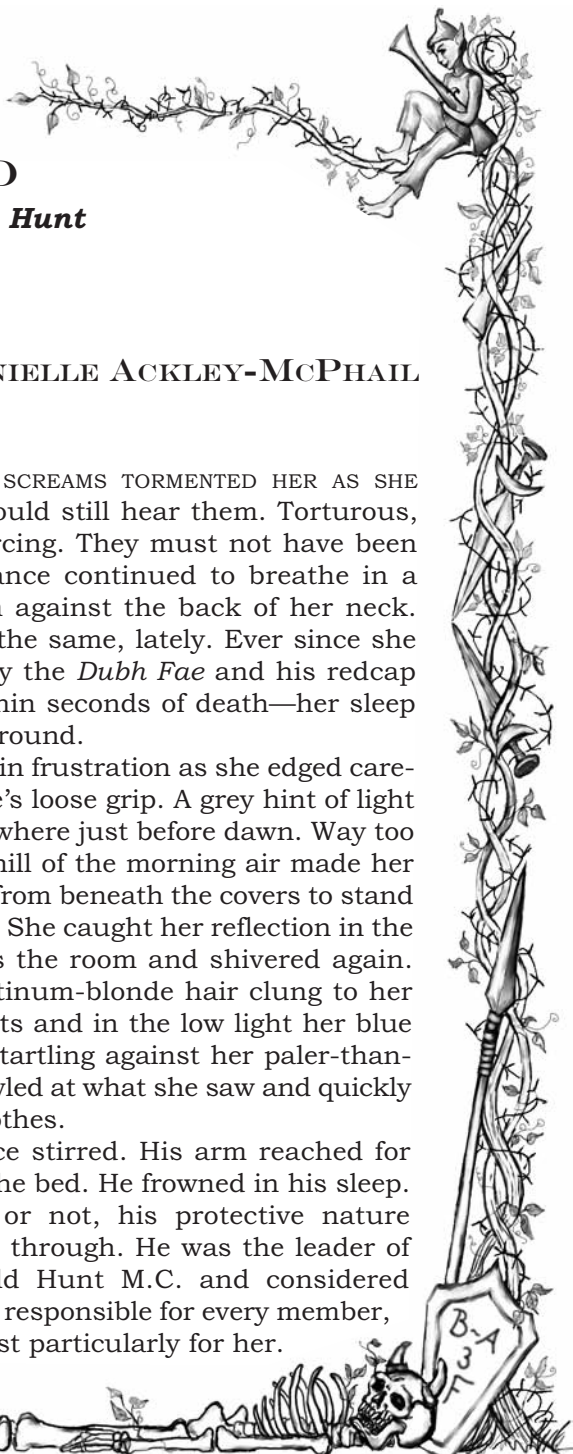 Hunt
ACKLEY-MCPHAIL
SCREAMS TORMENTED HER AS SHE
ould still hear them. Torturous,
rcing. They must not have been
ance continued to breathe in a
against the back of her neck.
the same, lately. Ever since she
y the Dubh Fae and his redcap
hin seconds of death—her sleep
round.
in frustration as she edged care-
e's loose grip. A grey hint of light
where just before dawn. Way too
hill of the morning air made her
from beneath the covers to stand
She caught her reflection in the
s the room and shivered again.
tinum-blonde hair clung to her
ts and in the low light her blue
startling against her paler-than-
wled at what she saw and quickly
othes.
ce stirred. His arm reached for
he bed. He frowned in his sleep.
or not, his protective nature
through. He was the leader of
ld Hunt M.C. and considered
responsible for every member,
st particularly for her.
B-A
3
F